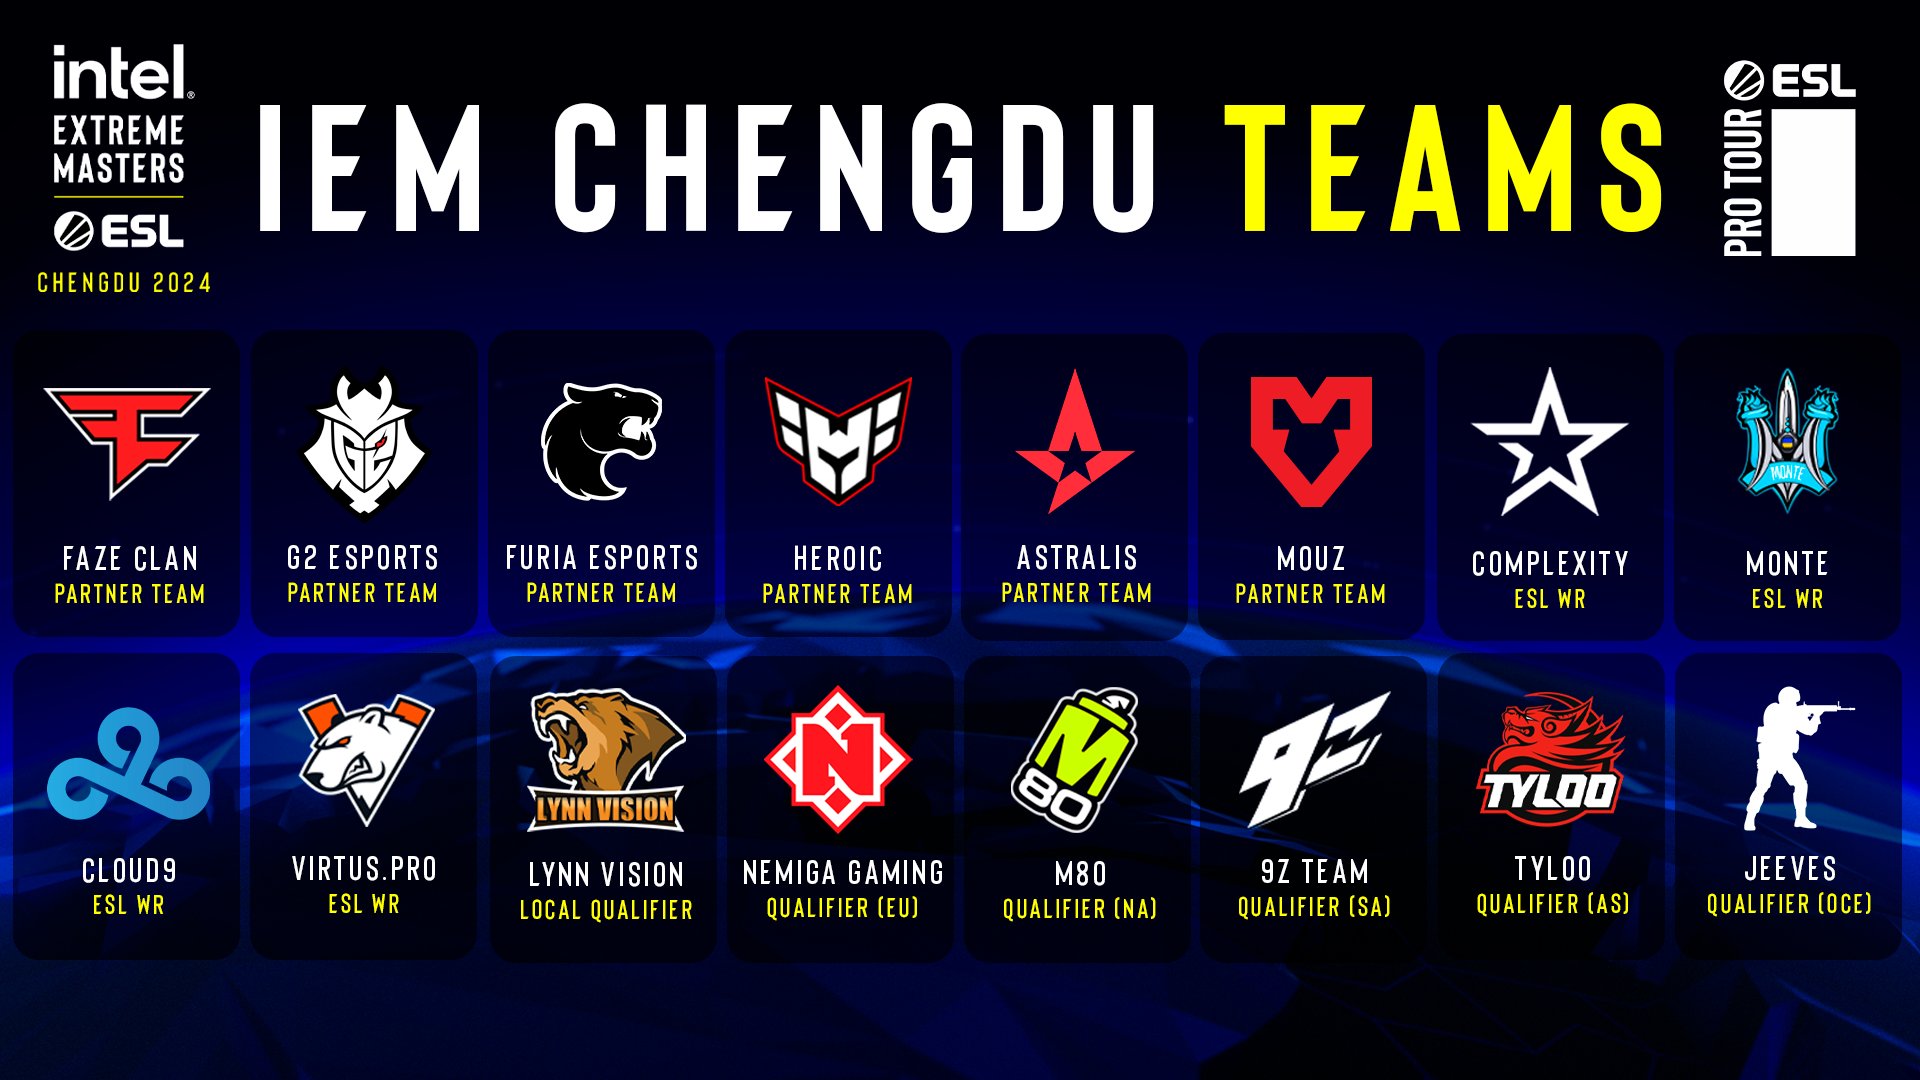 intel®
EXTREME
MASTERS
ESL
CHENGDU 2024
IEM CHENGDU TEAMS
ESL
PRO TOUR
G2
MONTE
FAZE CLAN
PARTNER TEAM
G2 ESPORTS
PARTNER TEAM
FURIA ESPORTS
PARTNER TEAM
HEROIC
PARTNER TEAM
ASTRALIS
PARTNER TEAM
MOUZ
PARTNER TEAM
COMPLEXITY
ESL WR
MONTE
ESL WR
LYNN VISION
N
M
80
9Z
TYLOO
CLOUD9
ESL WR
VIRTUS.PRO
ESL WR
LYNN VISION
LOCAL QUALIFIER
NEMIGA GAMING
QUALIFIER (EU)
M80
QUALIFIER (NA)
9Z TEAM
QUALIFIER (SA)
TYLOO
QUALIFIER (AS)
JEEVES
QUALIFIER (OCE)